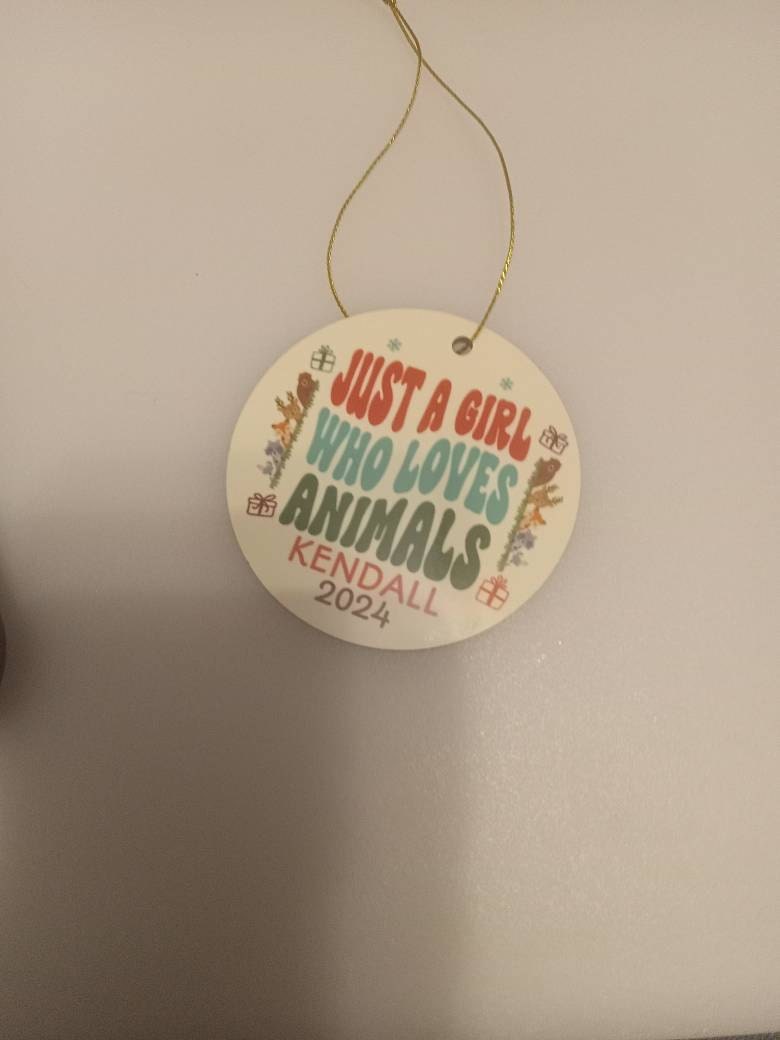 JUST A GIRL
WHO LOVES
ANIMALS
KENDALL
2024